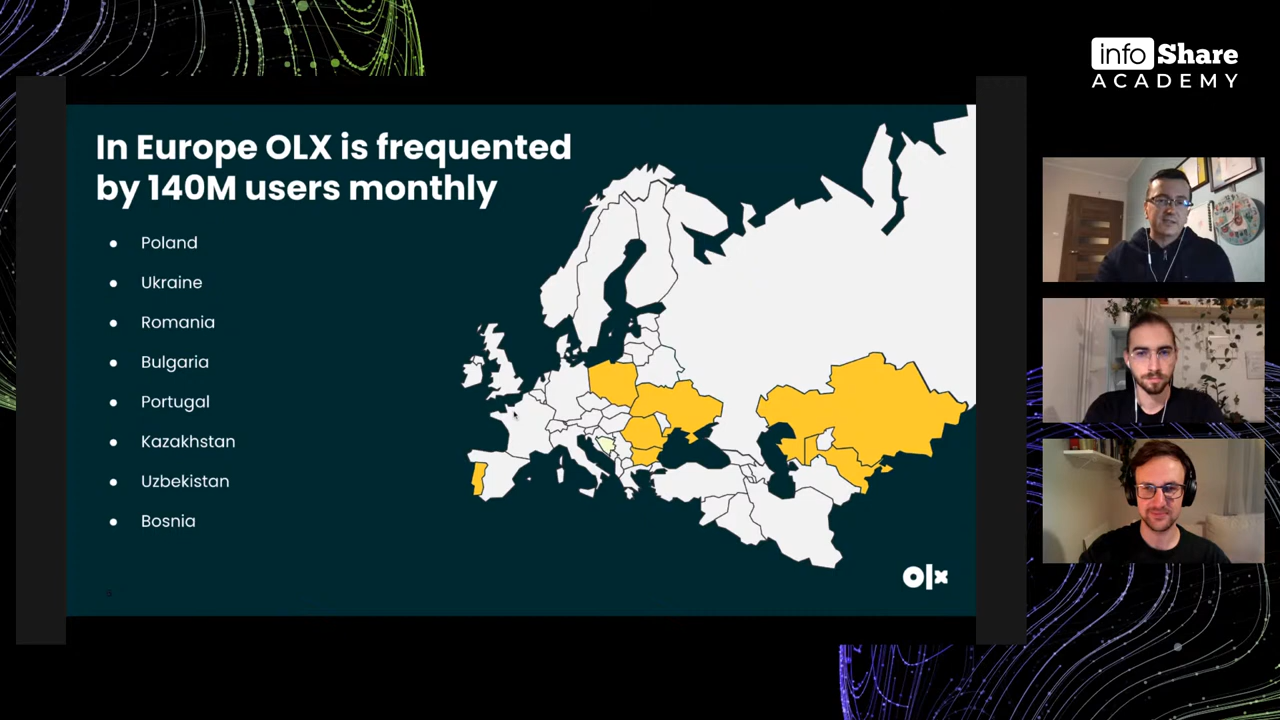 info Share
ACADEMY
In Europe OLX is frequented
by 140M users monthly
● Poland
● Ukraine
● Romania
● Bulgaria
● Portugal
● Kazakhstan
● Uzbekistan
● Bosnia
olx